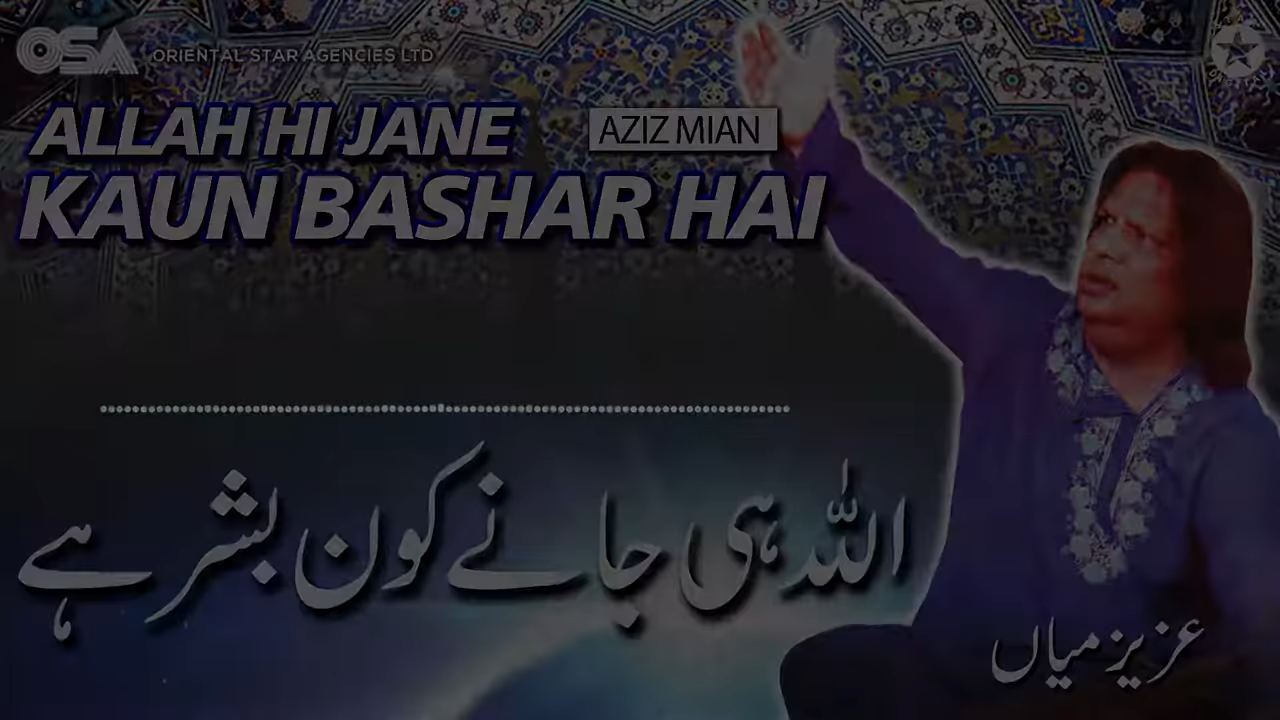 OSA ORIENTAL STAR AGENCIES LTD
ALLAH HI JANE
AZIZ MIAN
KAUN BASHAR HAI
اللہ ہی جانے کون بشر ہے
عزیز میاں